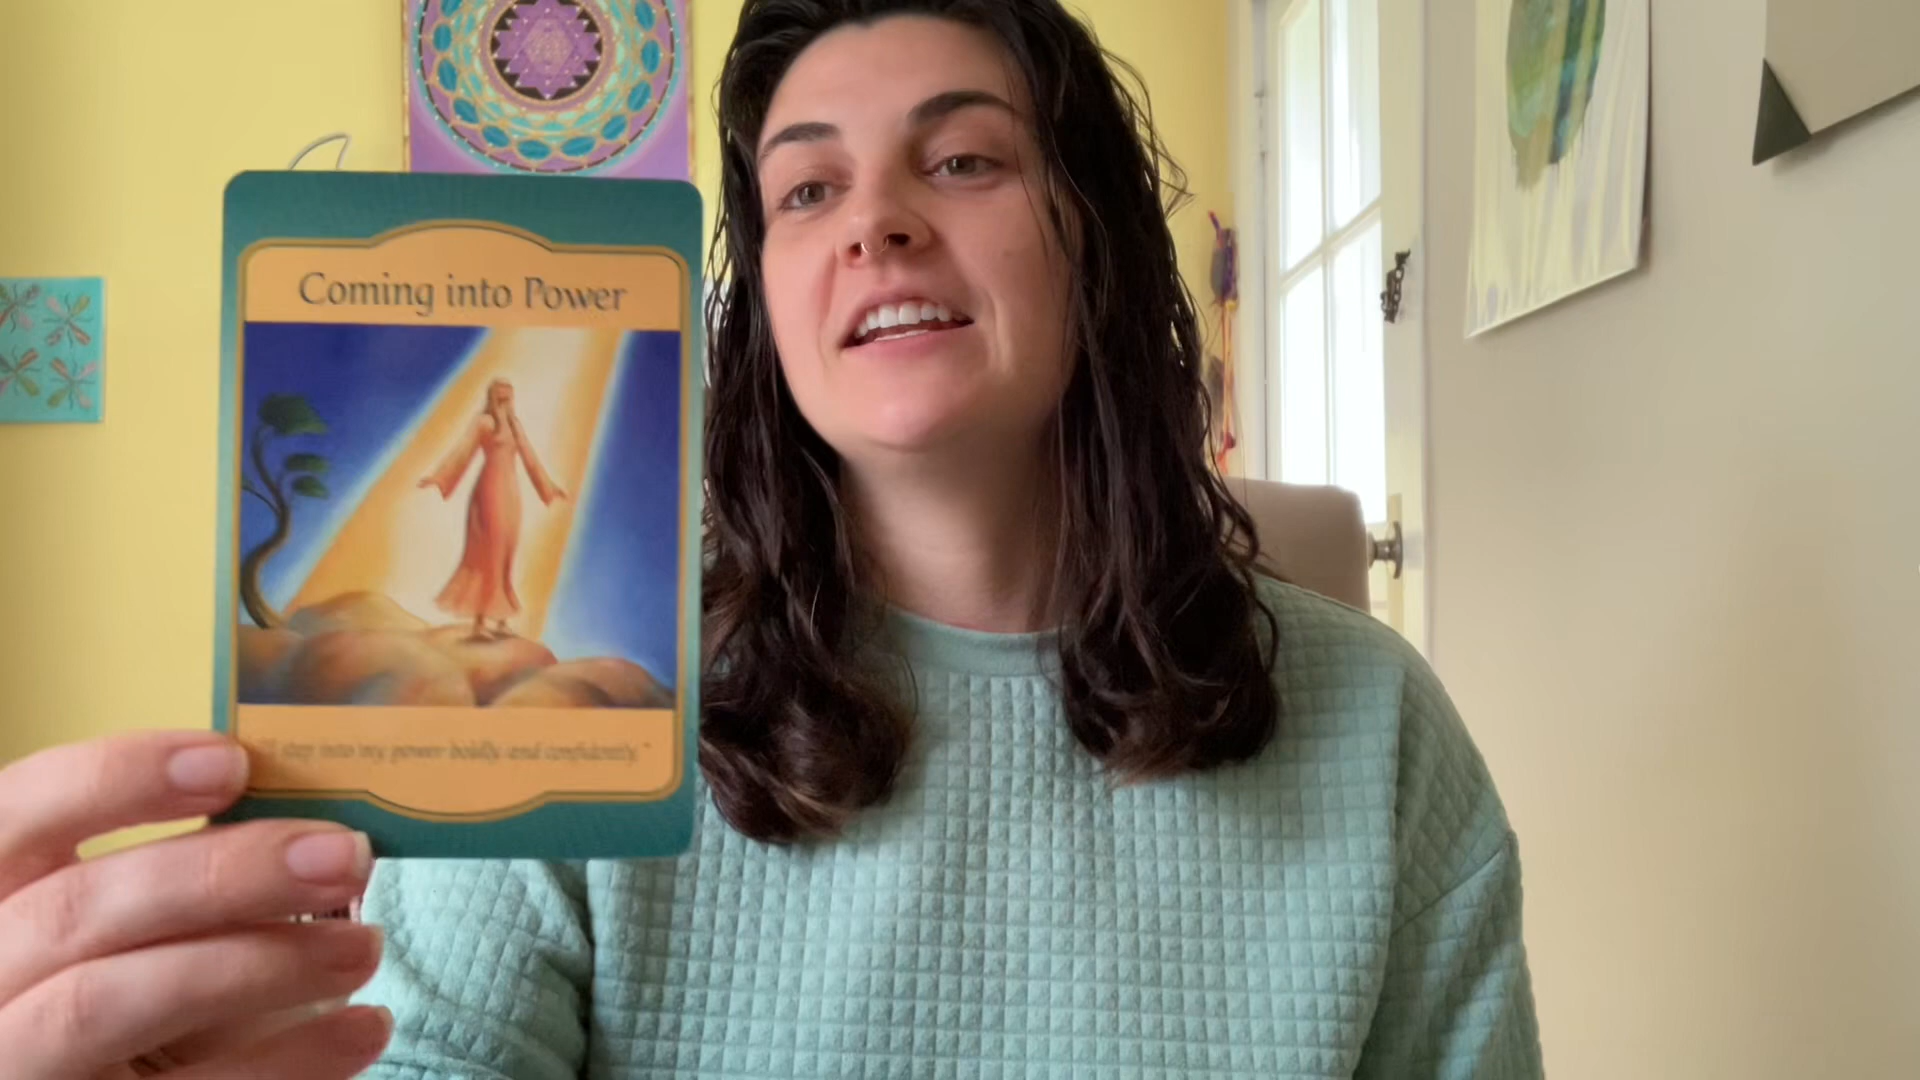 Coming into Power
step into my power boldly and confidently."